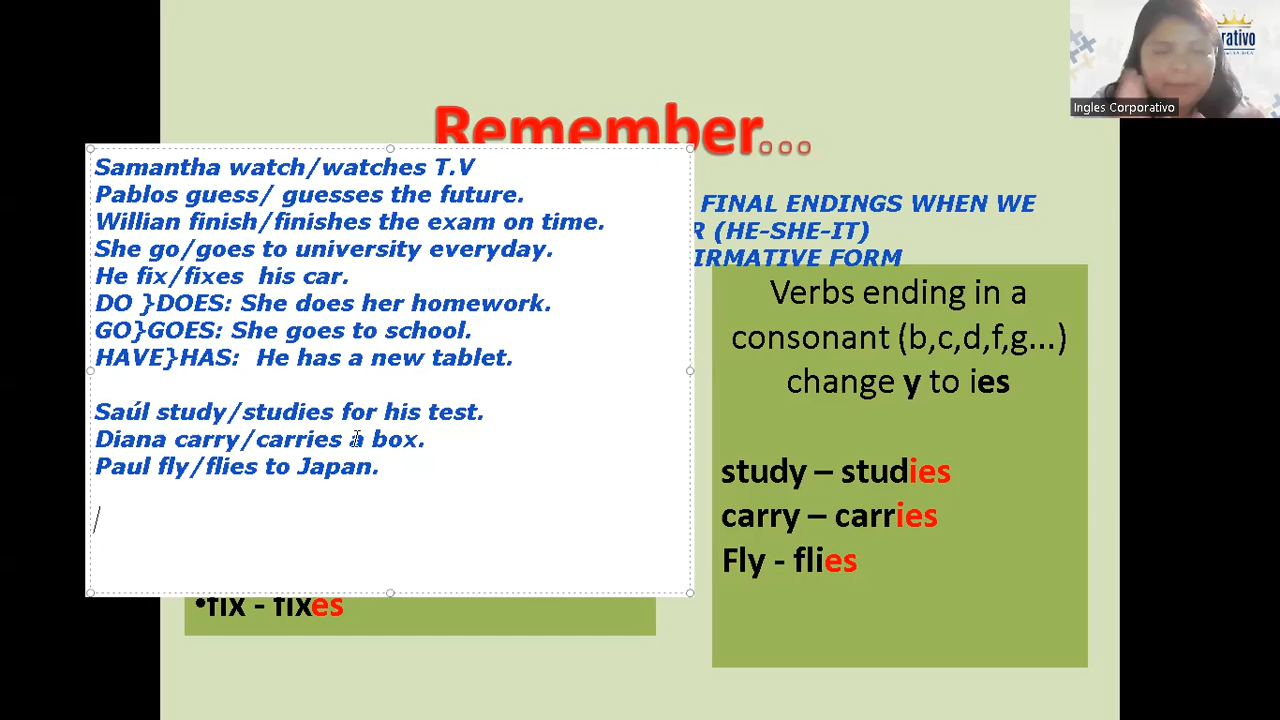 Remember...
Samantha watch/watches T.V
Pablos guess/ guesses the future.
Willian finish/finishes the exam on time.
She go/goes to university everyday.
He fix/fixes  his car.
DO }DOES: She does her homework.
GO}GOES: She goes to school.
HAVE}HAS:  He has a new tablet.
Saúl study/studies for his test.
Diana carry/carries a box.
Paul fly/flies to Japan.
/
•fix - fixes
FINAL ENDINGS WHEN WE
R (HE-SHE-IT)
IRMATIVE FORM
Verbs ending in a
consonant (b,c,d,f,g...)
change y to ies
study – studies
carry – carries
Fly - flies
rativo
Ingles Corporativo